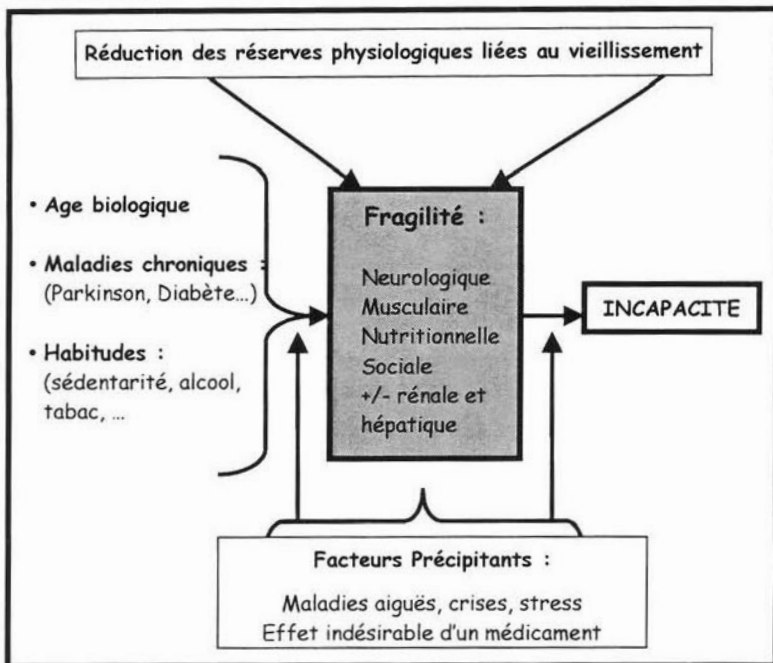 Réduction des réserves physiologiques liées au vieillissement
• Age biologique
• Maladies chroniques :
(Parkinson, Diabète...)
• Habitudes :
(sédentarité, alcool,
tabac, ...
Fragilité :
Neurologique
Musculaire
Nutritionnelle
Sociale
+/- rénale et
hépatique
INCAPACITE
Facteurs Précipitants :
Maladies aiguës, crises, stress
Effet indésirable d'un médicament